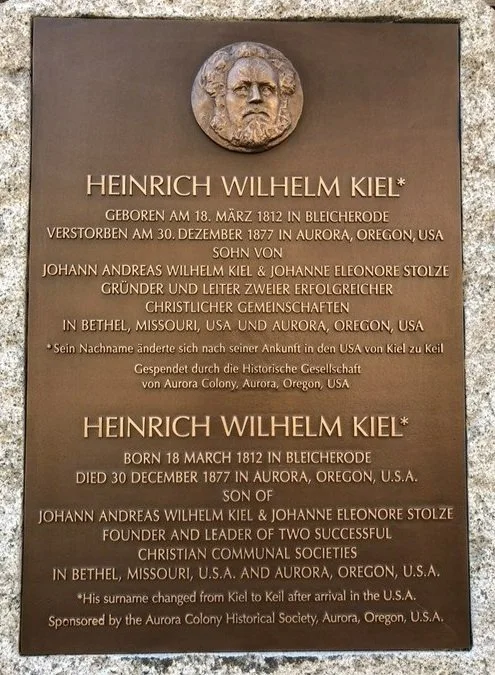 HEINRICH WILHELM KIEL*
GEBOREN AM 18. MÄRZ 1812 IN BLEICHERODE
VERSTORBEN AM 30. DEZEMBER 1877 IN AURORA, OREGON, USA
SOHN VON
JOHANN ANDREAS WILHELM KIEL & JOHANNE ELEONORE STOLZE
GRÜNDER UND LEITER ZWEIER ERFOLGREICHER
CHRISTLICHER GEMEINSCHAFTEN
IN BETHEL, MISSOURI, USA UND AURORA, OREGON, USA
*Sein Nachname änderte sich nach seiner Ankunft in den USA von Kiel zu Keil
Gespendet durch die Historische Gesellschaft
von Aurora Colony, Aurora, Oregon, USA
HEINRICH WILHELM KIEL*
BORN 18 MARCH 1812 IN BLEICHERODE
DIED 30 DECEMBER 1877 IN AURORA, OREGON, U.S.A.
SON OF
JOHANN ANDREAS WILHELM KIEL & JOHANNE ELEONORE STOLZE
FOUNDER AND LEADER OF TWO SUCCESSFUL
CHRISTIAN COMMUNAL SOCIETIES
IN BETHEL, MISSOURI, U.S.A. AND AURORA, OREGON, U.S.A.
*His surname changed from Kiel to Keil after arrival in the U.S.A.
Sponsored by the Aurora Colony Historical Society, Aurora, Oregon, U.S.A.